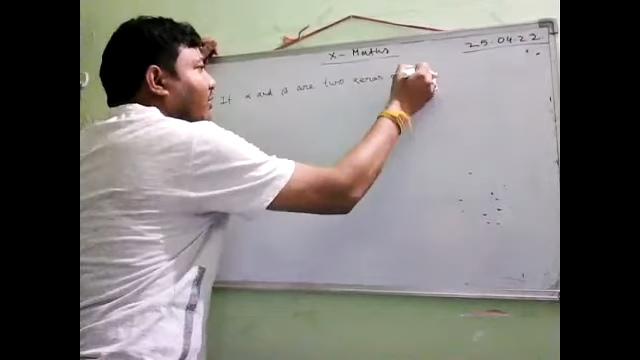 X - Maths
25.04.22
If α and β are two zeros